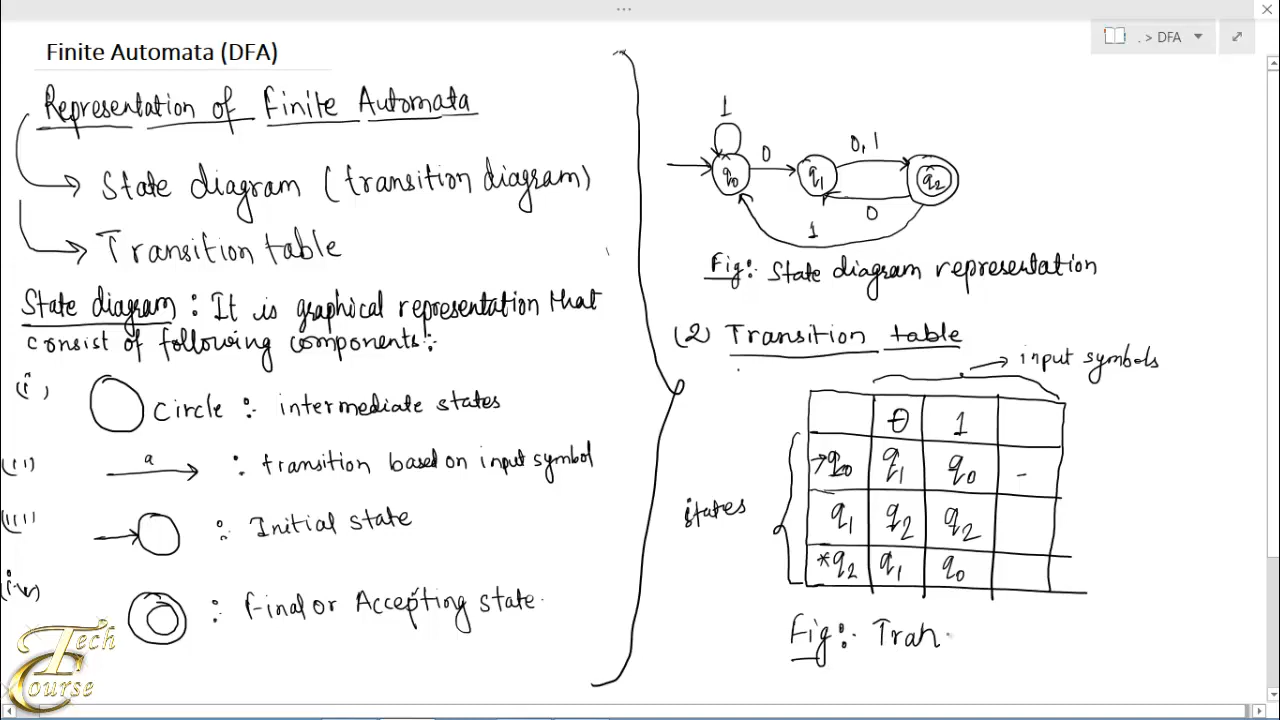 Finite Automata (DFA)
Representation of Finite Automata
State diagram (transition diagram)
Transition table
State diagram : It is graphical representation that
consist of following components:
(i) Circle : intermediate states
(ii) a : transition based on input symbol
(iii) : Initial state
(iv) : Final or Accepting state.
Tech
Course
. > DFA
1
0
0, 1
q0 q1 q2
0
1
Fig: State diagram representation
(2) Transition table
input symbols
0 1
→q0 q1 q0 -
states
q1 q2 q2
*q2 q1 q0
Fig: Tran